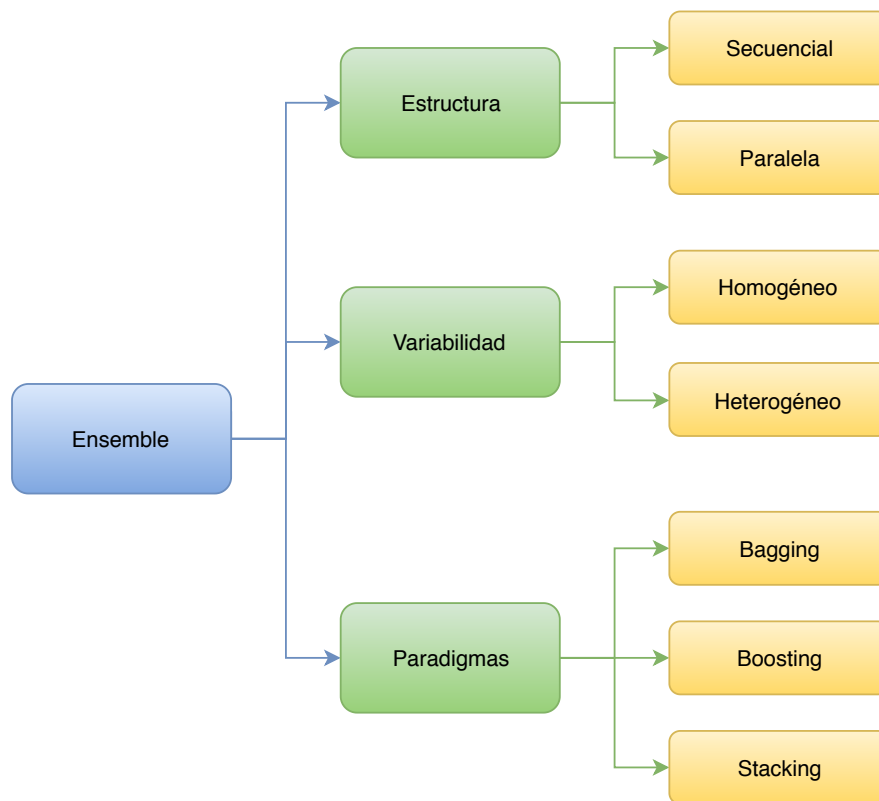 Ensemble
Estructura
Secuencial
Paralela
Variabilidad
Homogéneo
Heterogéneo
Paradigmas
Bagging
Boosting
Stacking